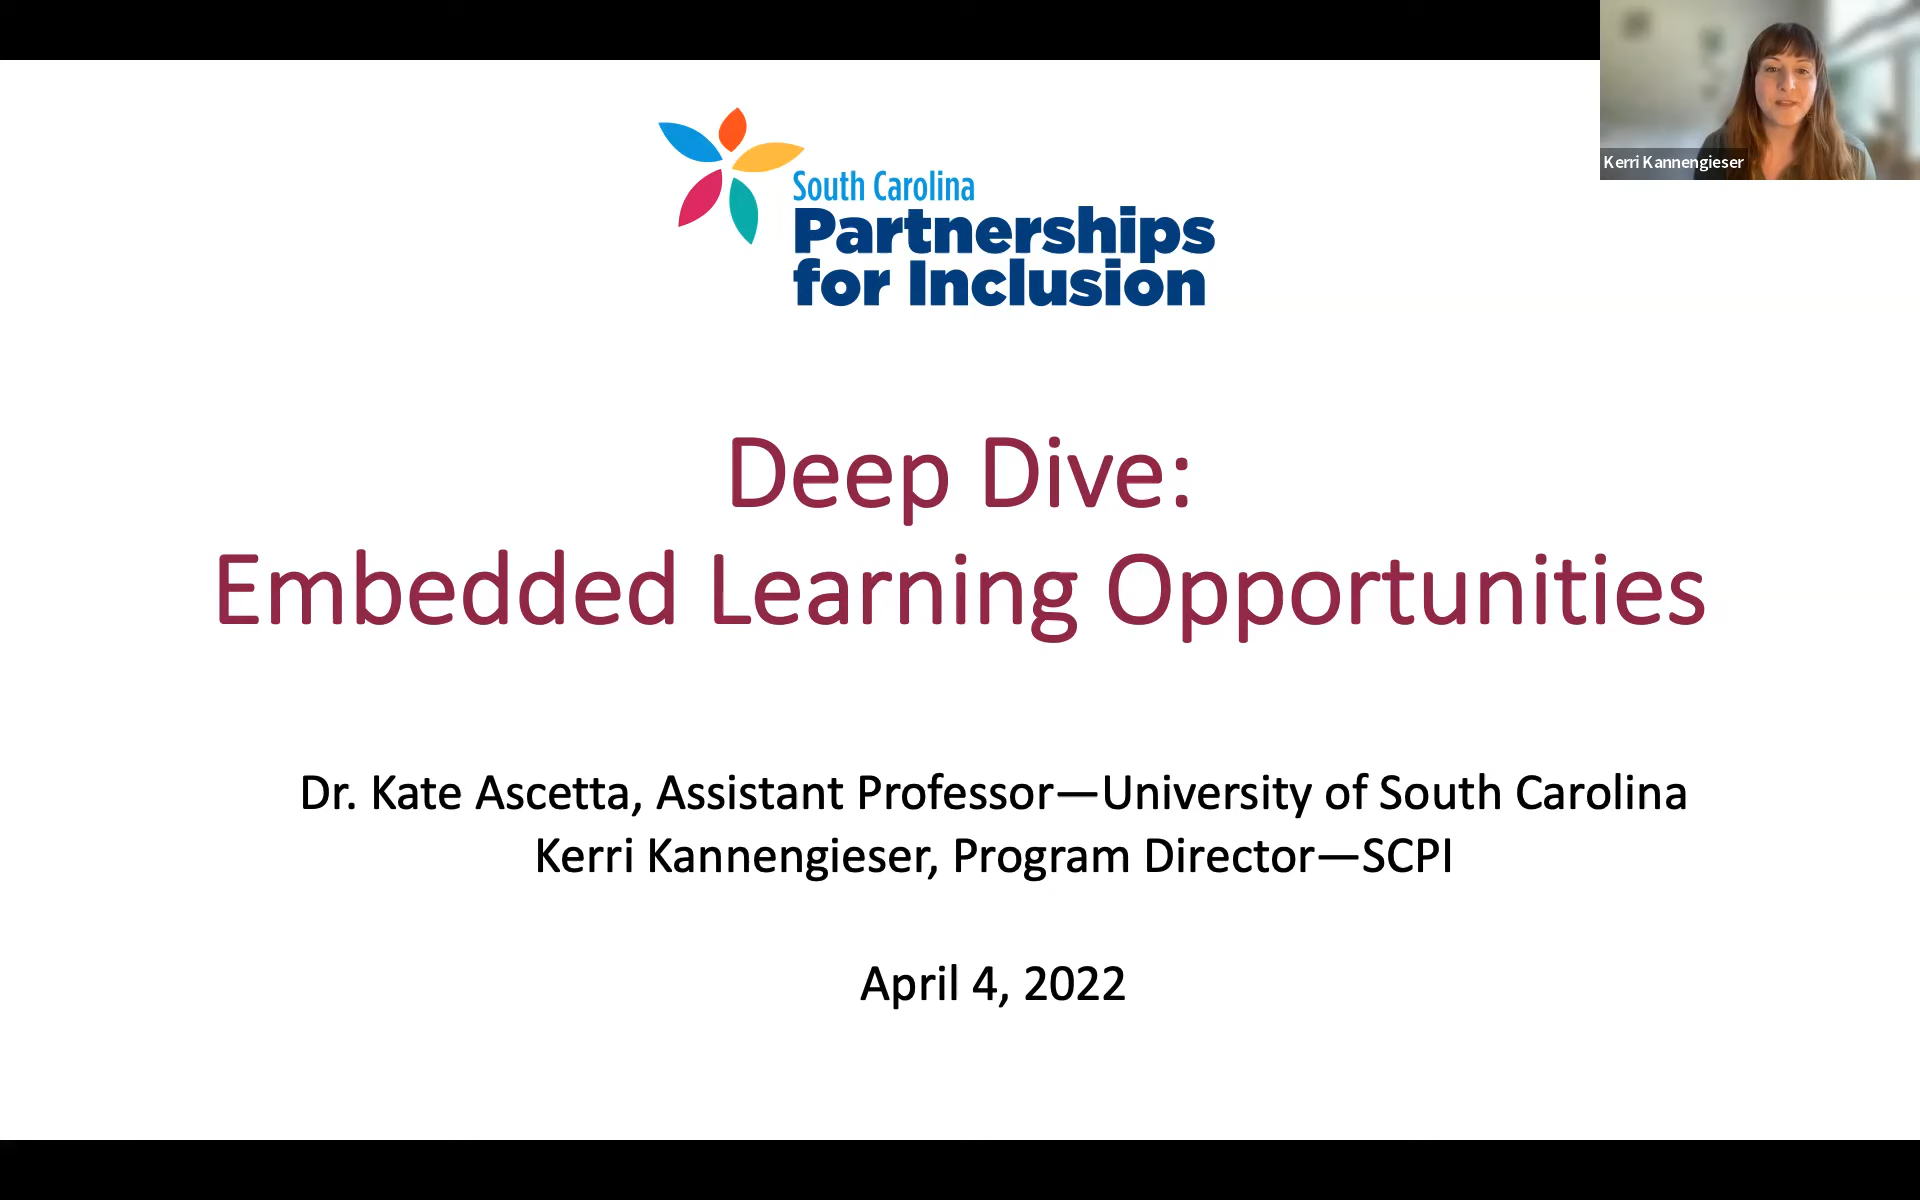 Kerri Kannengieser
South Carolina
Partnerships
for Inclusion
Deep Dive:
Embedded Learning Opportunities
Dr. Kate Ascetta, Assistant Professor—University of South Carolina
Kerri Kannengieser, Program Director—SCPI
April 4, 2022